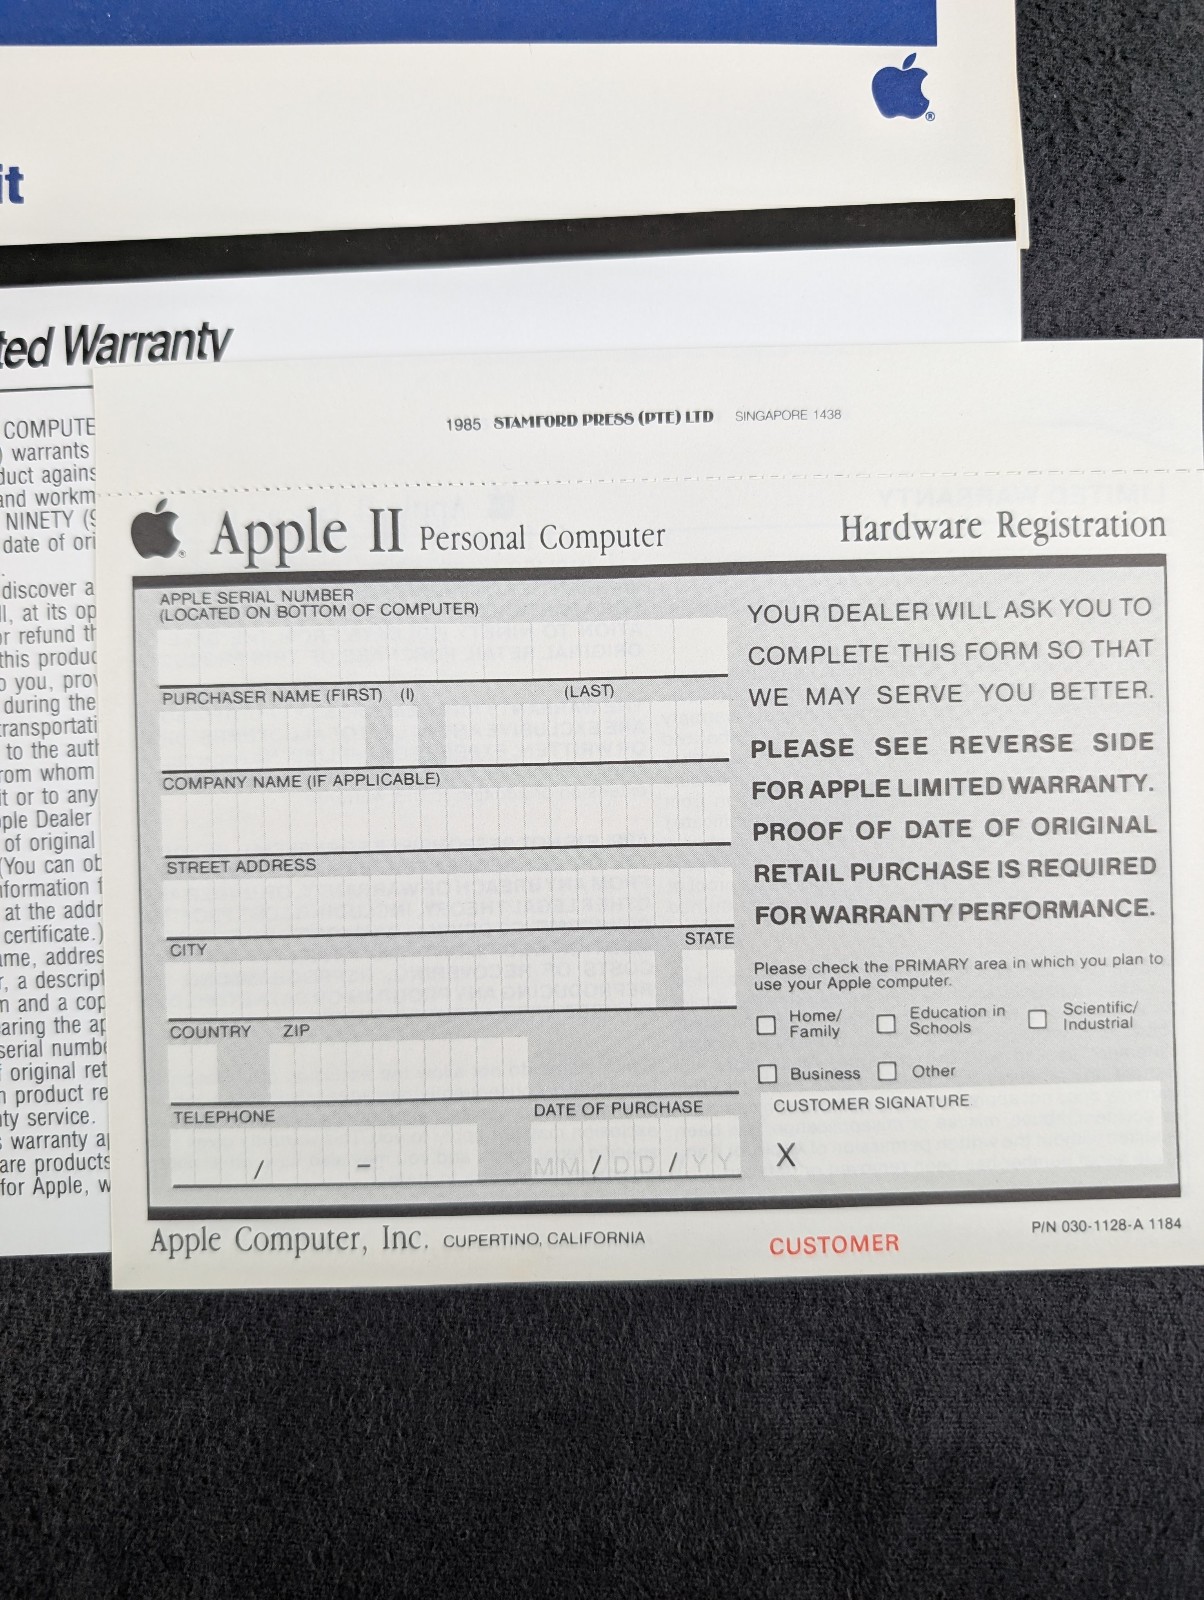 it
ted Warranty
COMPUTE
) warrants
duct agains
and workm
NINETY (9
date of ori
discover a
ll, at its op
or refund th
this produc
o you, prov
during the
transportati
to the auth
rom whom
it or to any
ple Dealer
of original
(You can ob
nformation f
at the addr
certificate.)
ame, addres
r, a descript
n and a cop
aring the ap
serial numbe
f original ret
n product re
nty service.
s warranty ap
are products
for Apple, w
1985 STAMFORD PRESS (PTE) LTD SINGAPORE 1438
Apple II Personal Computer Hardware Registration
APPLE SERIAL NUMBER
(LOCATED ON BOTTOM OF COMPUTER)
PURCHASER NAME (FIRST) (I) (LAST)
COMPANY NAME (IF APPLICABLE)
STREET ADDRESS
CITY STATE
COUNTRY ZIP
TELEPHONE DATE OF PURCHASE
/ - MM/DD/YY
YOUR DEALER WILL ASK YOU TO
COMPLETE THIS FORM SO THAT
WE MAY SERVE YOU BETTER.
PLEASE SEE REVERSE SIDE
FOR APPLE LIMITED WARRANTY.
PROOF OF DATE OF ORIGINAL
RETAIL PURCHASE IS REQUIRED
FOR WARRANTY PERFORMANCE.
Please check the PRIMARY area in which you plan to
use your Apple computer.
Home/
Family
Education in
Schools
Scientific/
Industrial
Business
Other
CUSTOMER SIGNATURE
X
Apple Computer, Inc. CUPERTINO, CALIFORNIA
CUSTOMER
P/N 030-1128-A 1184